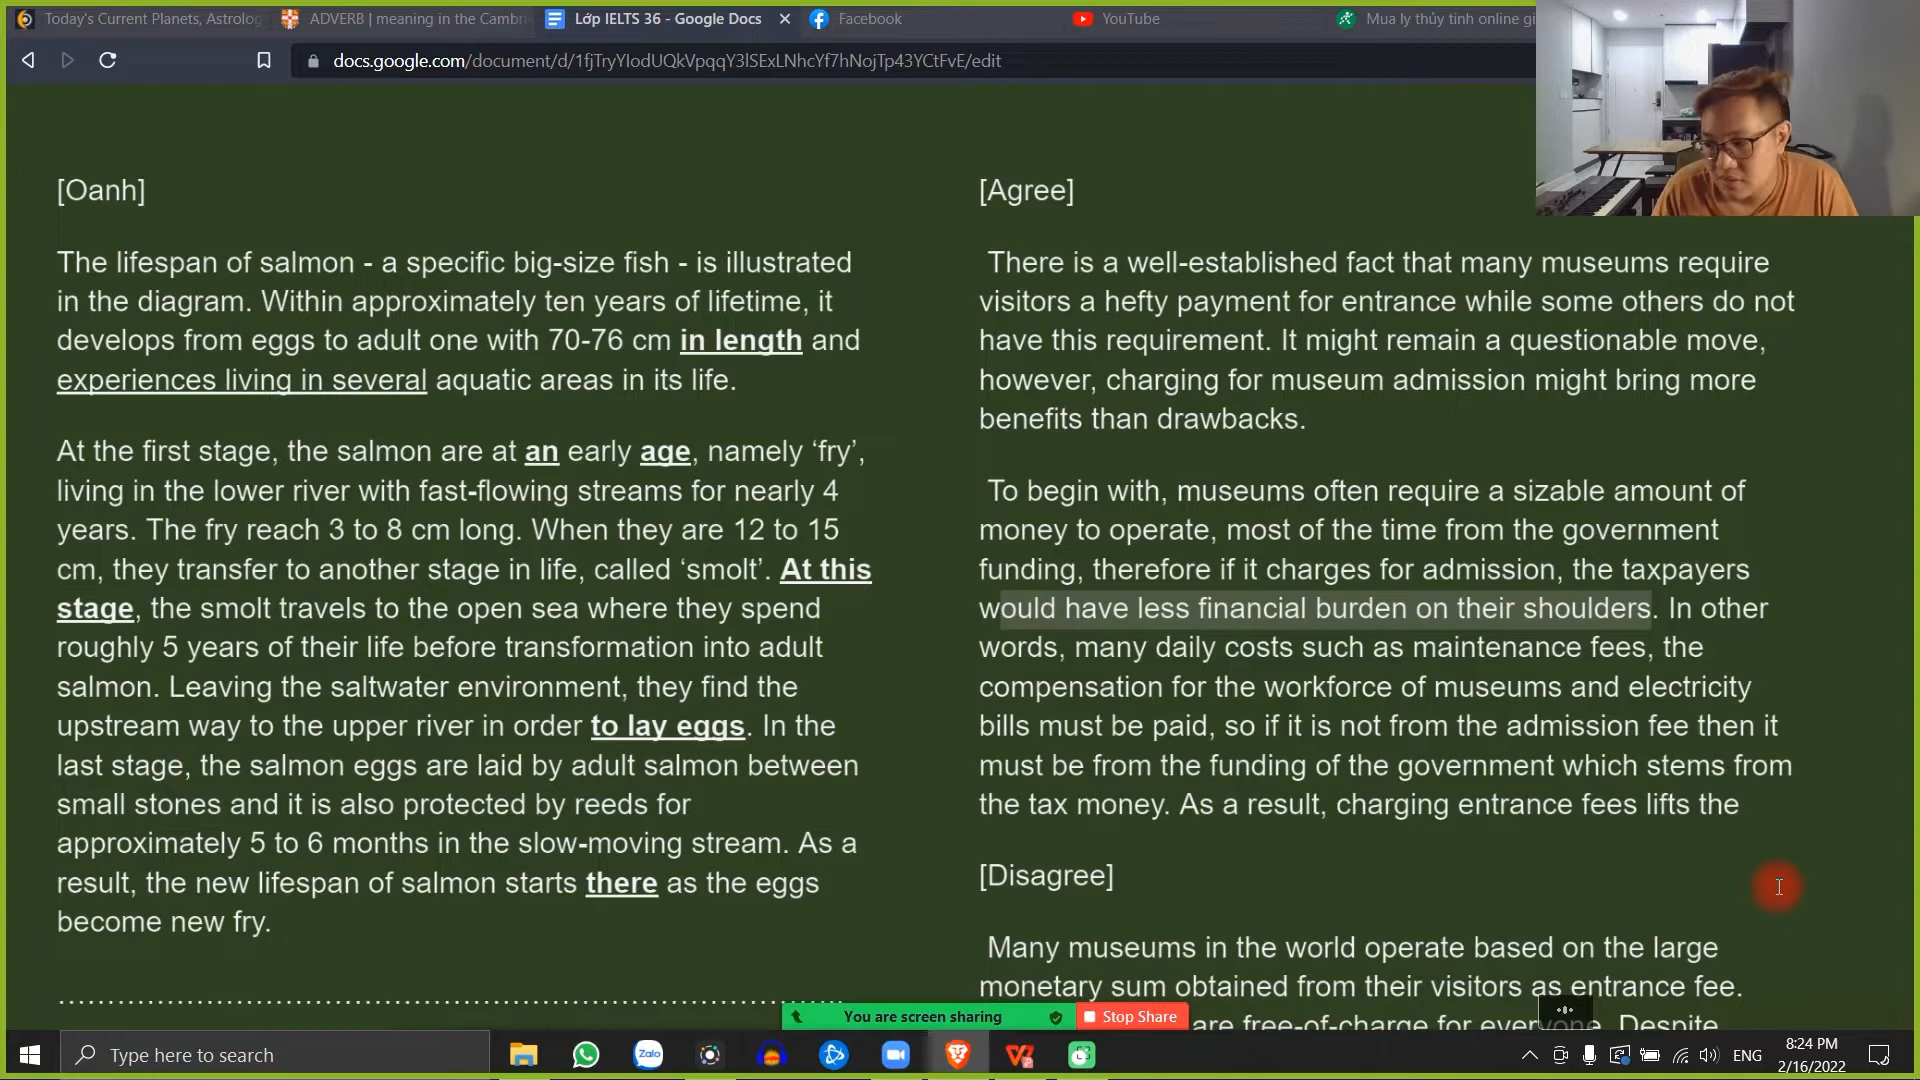 Today's Current Planets, Astrolog
ADVERB | meaning in the Cambri
Lớp IELTS 36 - Google Docs
Facebook
YouTube
Mua ly thủy tinh online gi
docs.google.com/document/d/1fjTryYIodUQkVpqqY3lSExLNhcYf7hNojTp43YCtFvE/edit
[Oanh]
The lifespan of salmon - a specific big-size fish - is illustrated
in the diagram. Within approximately ten years of lifetime, it
develops from eggs to adult one with 70-76 cm in length and
experiences living in several aquatic areas in its life.
At the first stage, the salmon are at an early age, namely ‘fry’,
living in the lower river with fast-flowing streams for nearly 4
years. The fry reach 3 to 8 cm long. When they are 12 to 15
cm, they transfer to another stage in life, called ‘smolt’. At this
stage, the smolt travels to the open sea where they spend
roughly 5 years of their life before transformation into adult
salmon. Leaving the saltwater environment, they find the
upstream way to the upper river in order to lay eggs. In the
last stage, the salmon eggs are laid by adult salmon between
small stones and it is also protected by reeds for
approximately 5 to 6 months in the slow-moving stream. As a
result, the new lifespan of salmon starts there as the eggs
become new fry.
[Agree]
There is a well-established fact that many museums require
visitors a hefty payment for entrance while some others do not
have this requirement. It might remain a questionable move,
however, charging for museum admission might bring more
benefits than drawbacks.
To begin with, museums often require a sizable amount of
money to operate, most of the time from the government
funding, therefore if it charges for admission, the taxpayers
would have less financial burden on their shoulders. In other
words, many daily costs such as maintenance fees, the
compensation for the workforce of museums and electricity
bills must be paid, so if it is not from the admission fee then it
must be from the funding of the government which stems from
the tax money. As a result, charging entrance fees lifts the
[Disagree]
Many museums in the world operate based on the large
monetary sum obtained from their visitors as entrance fee.
are free-of-charge for everyone. Despite
You are screen sharing
Stop Share
Type here to search
Zalo
ENG
8:24 PM
2/16/2022